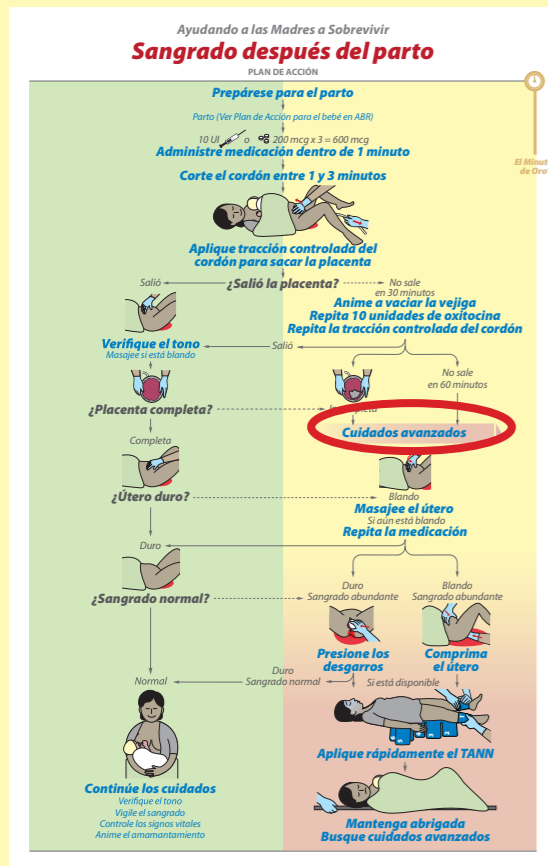 Ayudando a las Madres a Sobrevivir
Sangrado después del parto
PLAN DE ACCIÓN
Prepárese para el parto
Parto (Ver Plan de Acción para el bebé en ABR)
10 UI o 200 mcg x 3 = 600 mcg
Administre medicación dentro de 1 minuto
El Minuto
de Oro
Corte el cordón entre 1 y 3 minutos
Aplique tracción controlada del
cordón para sacar la placenta
Salió
¿Salió la placenta?
No sale
en 30 minutos
Anime a vaciar la vejiga
Repita 10 unidades de oxitocina
Repita la tracción controlada del cordón
Verifique el tono
Masajee si está blando
Salió
No sale
en 60 minutos
¿Placenta completa?
Completa
Cuidados avanzados
¿Útero duro?
Blando
Masajee el útero
Si aún está blando
Repita la medicación
Duro
¿Sangrado normal?
Duro
Sangrado abundante
Blando
Sangrado abundante
Presione los
desgarros
Comprima
el útero
Normal
Duro
Sangrado normal
Si está disponible
Aplique rápidamente el TANN
Continúe los cuidados
Verifique el tono
Vigile el sangrado
Controle los signos vitales
Anime el amamantamiento
Mantenga abrigada
Busque cuidados avanzados